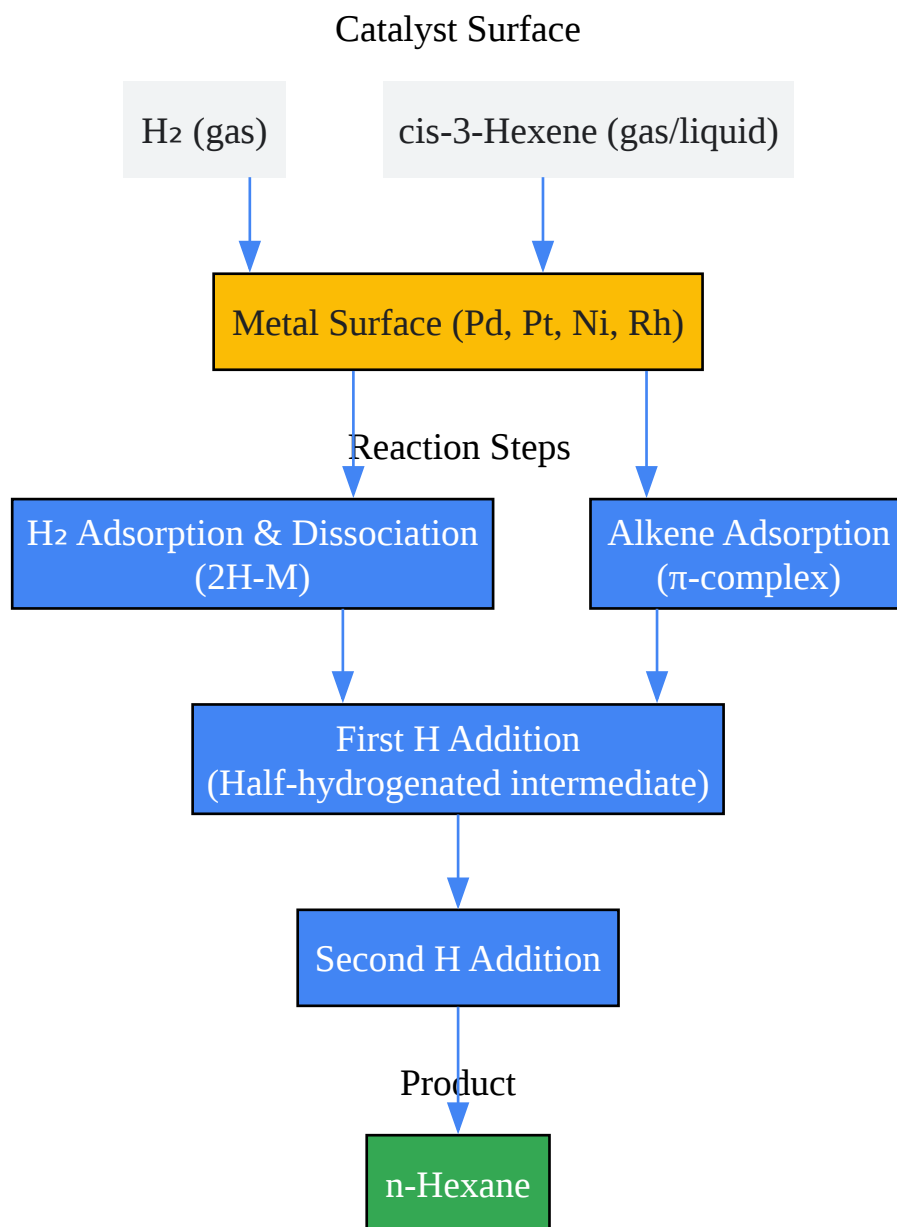 Catalyst Surface
H₂ (gas)
cis-3-Hexene (gas/liquid)
Metal Surface (Pd, Pt, Ni, Rh)
Reaction Steps
H₂ Adsorption & Dissociation
(2H-M)
Alkene Adsorption
(π-complex)
First H Addition
(Half-hydrogenated intermediate)
Second H Addition
Product
n-Hexane